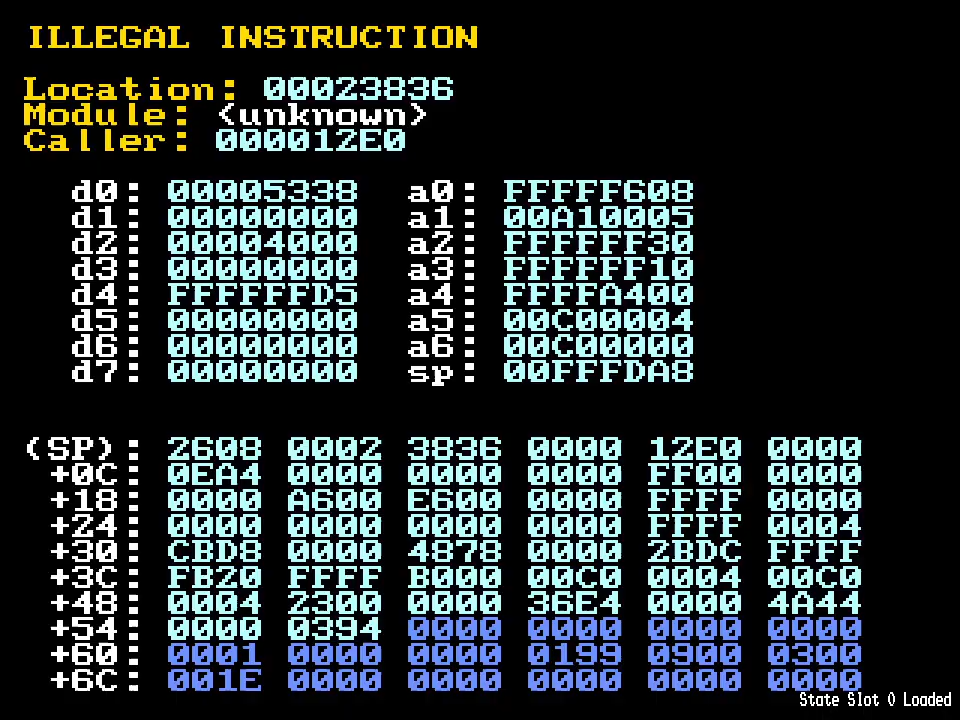 ILLEGAL INSTRUCTION
Location: 00023836
Module: <unknown>
Caller: 000012E0
d0: 00005338 a0: FFFFF608
d1: 00000000 a1: 00A10005
d2: 00004000 a2: FFFFFF30
d3: 00000000 a3: FFFFFF10
d4: FFFFFFD5 a4: FFFFA400
d5: 00000000 a5: 00C00004
d6: 00000000 a6: 00C00000
d7: 00000000 sp: 00FFFDA8
(SP): 2608 0002 3836 0000 12E0 0000
+0C: 0EA4 0000 0000 0000 FF00 0000
+18: 0000 A600 E600 0000 FFFF 0000
+24: 0000 0000 0000 0000 FFFF 0004
+30: CBD8 0000 4878 0000 2BDC FFFF
+3C: FB20 FFFF B000 00C0 0004 00C0
+48: 0004 2300 0000 36E4 0000 4A44
+54: 0000 0394 0000 0000 0000 0000
+60: 0001 0000 0000 0199 0900 0300
+6C: 001E 0000 0000 0000 0000 0000
State Slot 0 Loaded